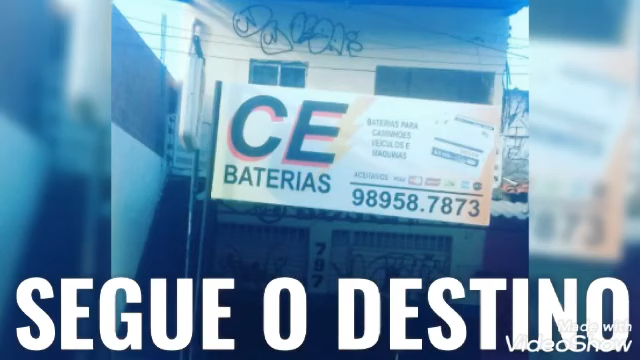 CE
BATERIAS
BATERIAS PARA
CAMINHÕES
VEÍCULOS E
MÁQUINAS
ACEITAMOS
98958.7873
797
SEGUE O DESTINO
Made with
VideoShow